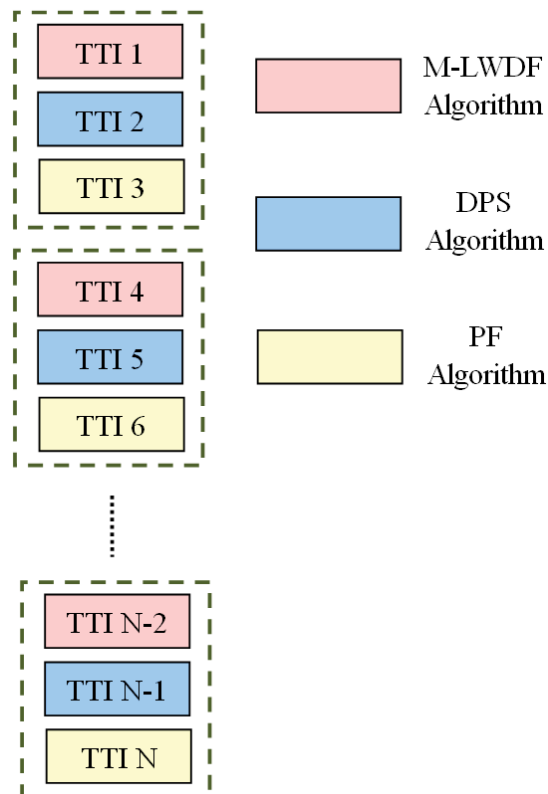 TTI 1
TTI 2
TTI 3
TTI 4
TTI 5
TTI 6
TTI N-2
TTI N-1
TTI N
M-LWDF
Algorithm
DPS
Algorithm
PF
Algorithm